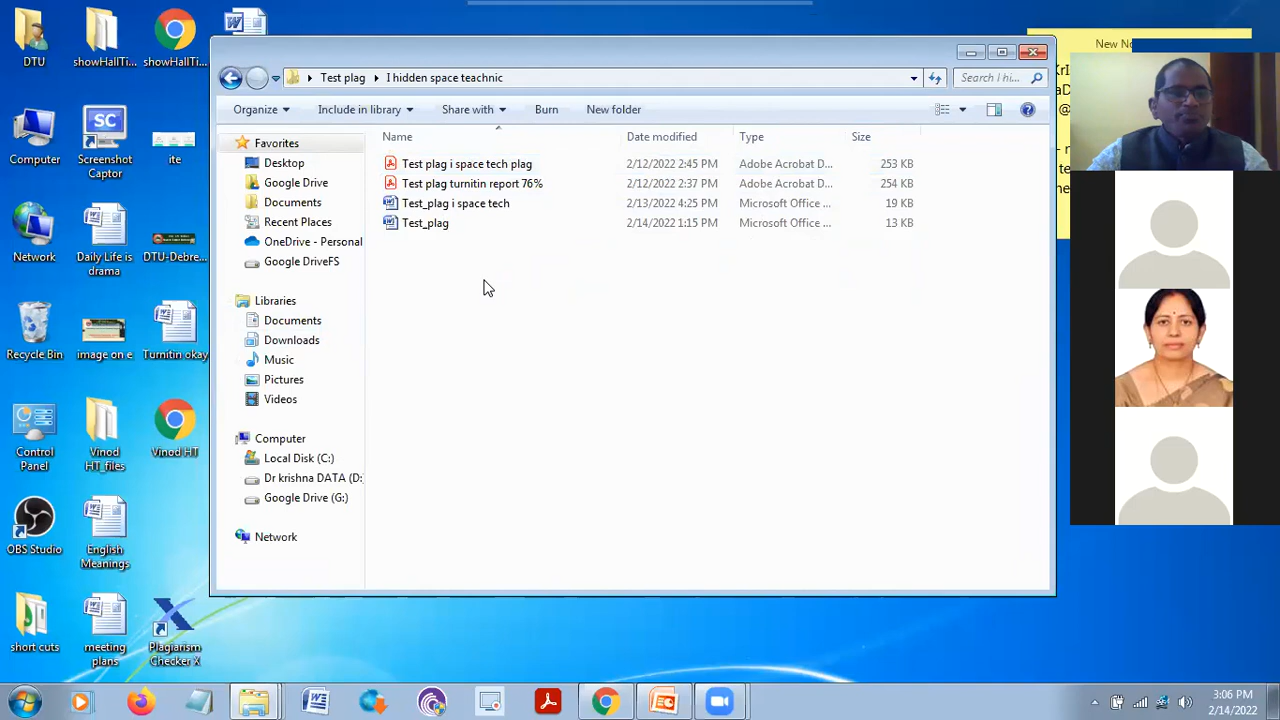 DTU
showHallTi...
showHallTi...
Computer
Screenshot
Captor
ite
Network
Daily Life is
drama
DTU-Debre...
Recycle Bin
image on e
Turnitin okay
Control
Panel
Vinod
HT_files
Vinod HT
OBS Studio
English
Meanings
short cuts
meeting
plans
Plagiarism
Checker X
Test plag
I hidden space teachnic
Search I hi...
Organize
Include in library
Share with
Burn
New folder
Name
Date modified
Type
Size
Test plag i space tech plag
2/12/2022 2:45 PM
Adobe Acrobat D...
253 KB
Test plag turnitin report 76%
2/12/2022 2:37 PM
Adobe Acrobat D...
254 KB
Test_plag i space tech
2/13/2022 4:25 PM
Microsoft Office ...
19 KB
Test_plag
2/14/2022 1:15 PM
Microsoft Office ...
13 KB
Favorites
Desktop
Google Drive
Documents
Recent Places
OneDrive - Personal
Google DriveFS
Libraries
Documents
Downloads
Music
Pictures
Videos
Computer
Local Disk (C:)
Dr krishna DATA (D:
Google Drive (G:)
Network
New No
3:06 PM
2/14/2022